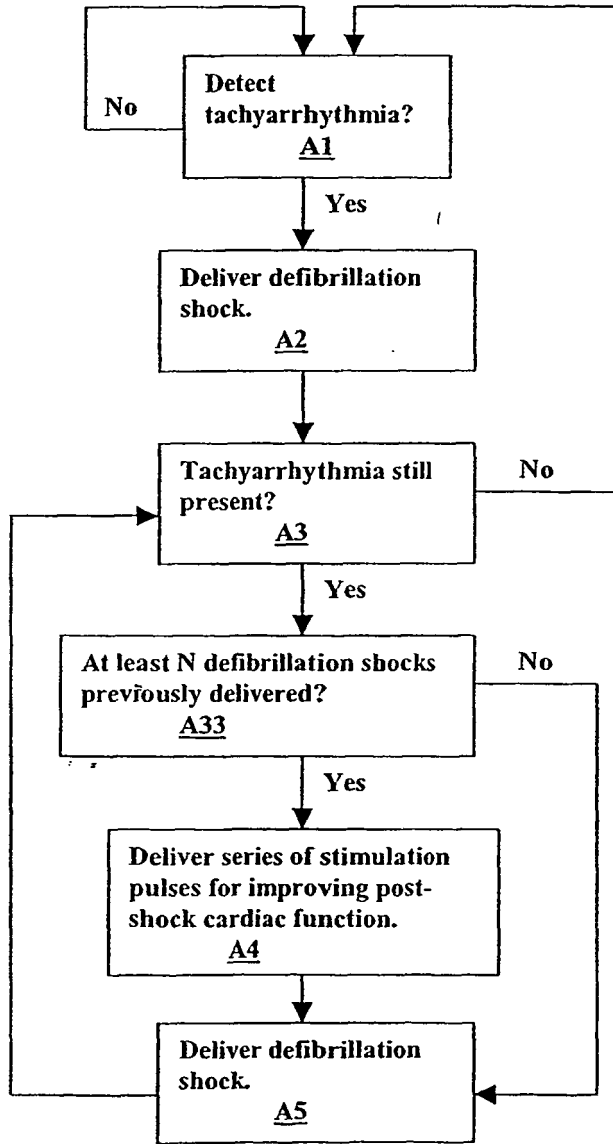 Detect
tachyarrhythmia?
A1
No
Yes
Deliver defibrillation
shock.
A2
Tachyarrhythmia still
present?
A3
No
Yes
At least N defibrillation shocks
previously delivered?
A33
No
Yes
Deliver series of stimulation
pulses for improving post-
shock cardiac function.
A4
Deliver defibrillation
shock.
A5